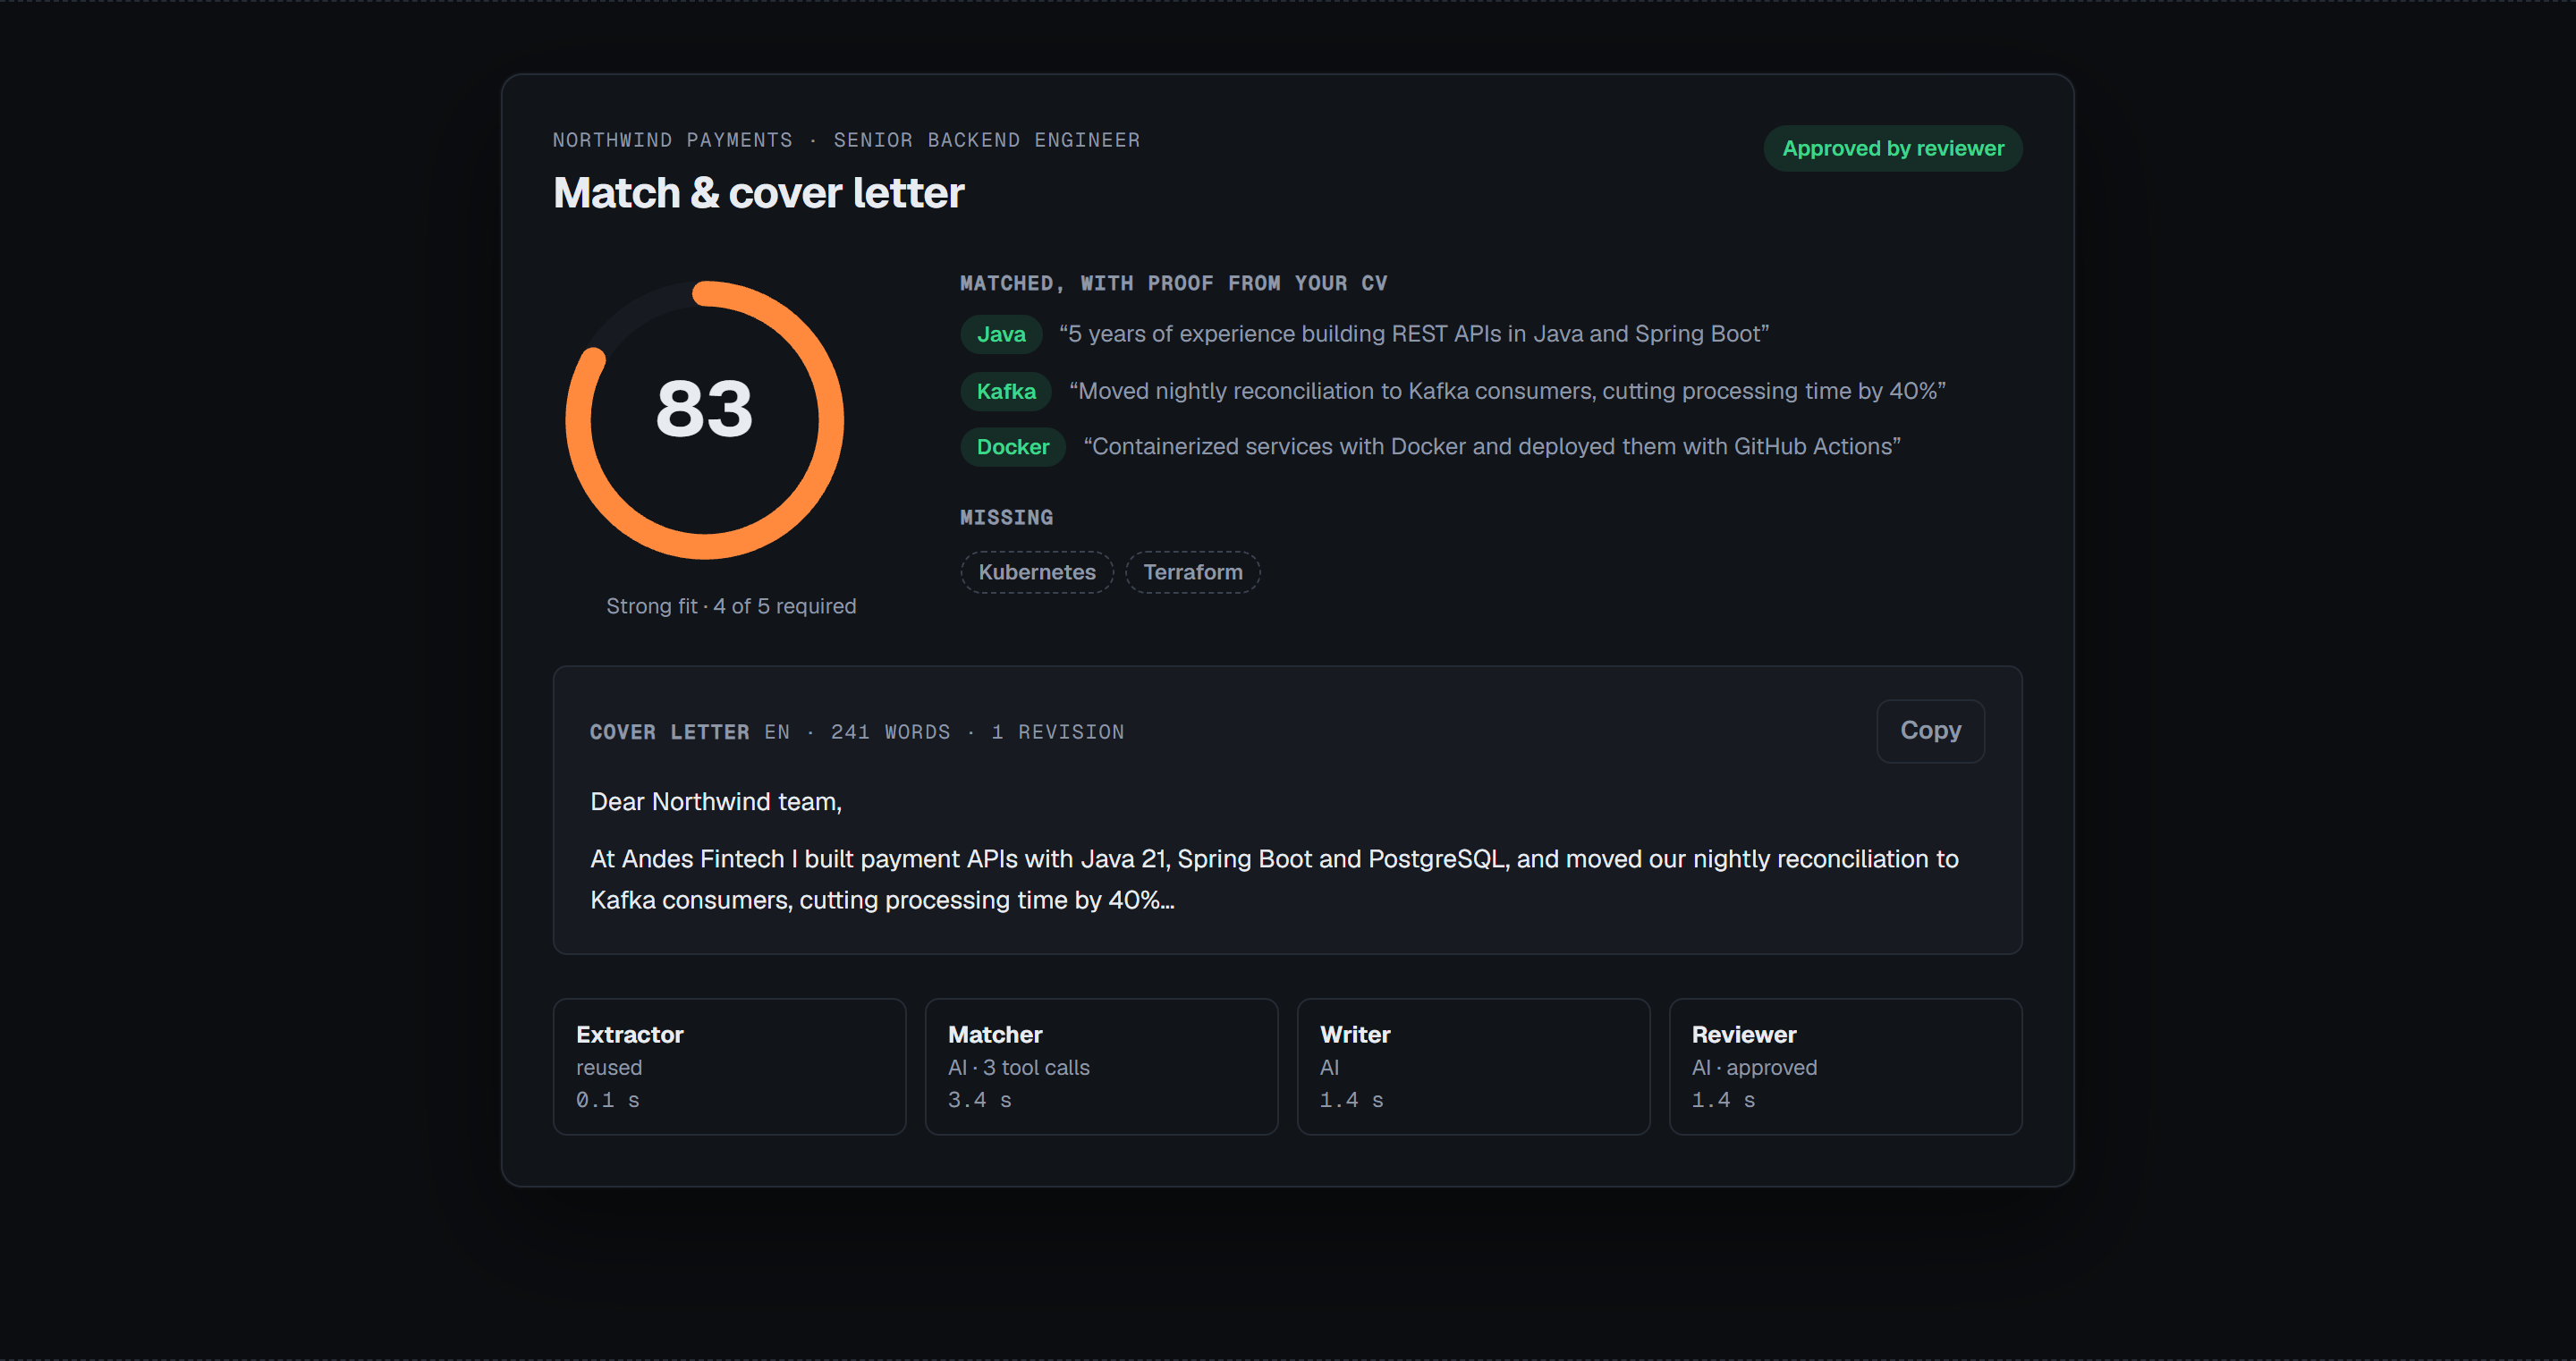 NORTHWIND PAYMENTS · SENIOR BACKEND ENGINEER
Approved by reviewer
Match & cover letter
83
Strong fit · 4 of 5 required
MATCHED, WITH PROOF FROM YOUR CV
Java “5 years of experience building REST APIs in Java and Spring Boot”
Kafka “Moved nightly reconciliation to Kafka consumers, cutting processing time by 40%”
Docker “Containerized services with Docker and deployed them with GitHub Actions”
MISSING
Kubernetes Terraform
COVER LETTER EN · 241 WORDS · 1 REVISION
Copy
Dear Northwind team,
At Andes Fintech I built payment APIs with Java 21, Spring Boot and PostgreSQL, and moved our nightly reconciliation to
Kafka consumers, cutting processing time by 40%…
Extractor
reused
0.1 s
Matcher
AI · 3 tool calls
3.4 s
Writer
AI
1.4 s
Reviewer
AI · approved
1.4 s